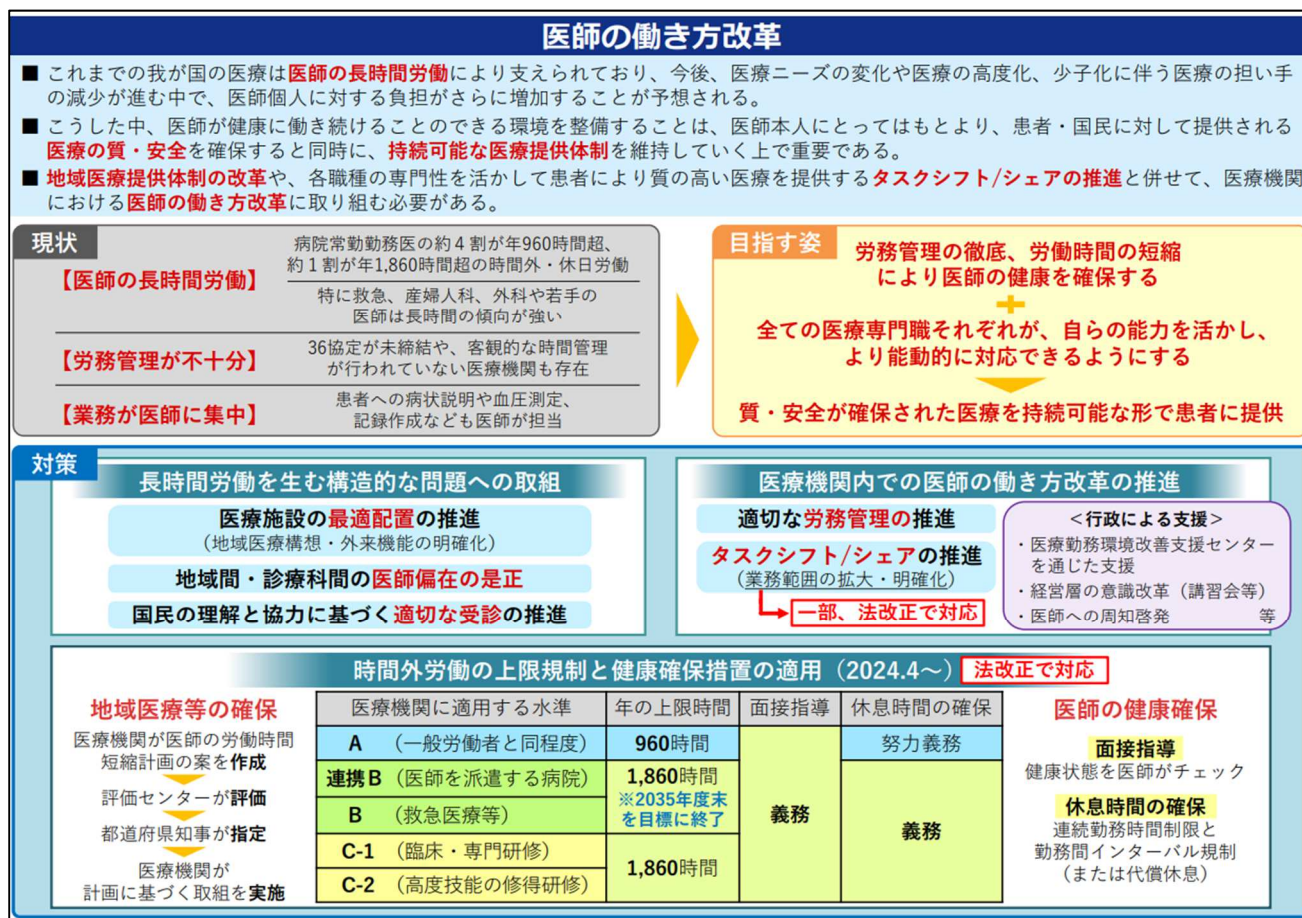 医師の働き方改革
■ これまでの我が国の医療は医師の長時間労働により支えられており、今後、医療ニーズの変化や医療の高度化、少子化に伴う医療の担い手
の減少が進む中で、医師個人に対する負担がさらに増加することが予想される。
■ こうした中、医師が健康に働き続けることのできる環境を整備することは、医師本人にとってはもとより、患者・国民に対して提供される
医療の質・安全を確保すると同時に、持続可能な医療提供体制を維持していく上で重要である。
■ 地域医療提供体制の改革や、各職種の専門性を活かして患者により質の高い医療を提供するタスクシフト/シェアの推進と併せて、医療機関
における医師の働き方改革に取り組む必要がある。
現状
【医師の長時間労働】
病院常勤勤務医の約４割が年960時間超、
約１割が年1,860時間超の時間外・休日労働
特に救急、産婦人科、外科や若手の
医師は長時間の傾向が強い
【労務管理が不十分】
36協定が未締結や、客観的な時間管理
が行われていない医療機関も存在
【業務が医師に集中】
患者への病状説明や血圧測定、
記録作成なども医師が担当
目指す姿
労務管理の徹底、労働時間の短縮
により医師の健康を確保する
+
全ての医療専門職それぞれが、自らの能力を活かし、
より能動的に対応できるようにする
質・安全が確保された医療を持続可能な形で患者に提供
対策
長時間労働を生む構造的な問題への取組
医療施設の最適配置の推進
（地域医療構想・外来機能の明確化）
地域間・診療科間の医師偏在の是正
国民の理解と協力に基づく適切な受診の推進
医療機関内での医師の働き方改革の推進
適切な労務管理の推進
タスクシフト/シェアの推進
（業務範囲の拡大・明確化）
一部、法改正で対応
＜行政による支援＞
・医療勤務環境改善支援センター
を通じた支援
・経営層の意識改革（講習会等）
・医師への周知啓発 等
時間外労働の上限規制と健康確保措置の適用（2024.4～） 法改正で対応
地域医療等の確保
医療機関が医師の労働時間
短縮計画の案を作成
評価センターが評価
都道府県知事が指定
医療機関が
計画に基づく取組を実施
医療機関に適用する水準 年の上限時間 面接指導 休息時間の確保
A （一般労働者と同程度） 960時間 努力義務
連携B （医師を派遣する病院） 1,860時間
※2035年度末
を目標に終了
B （救急医療等）
義務 義務
C-1 （臨床・専門研修） 1,860時間
C-2 （高度技能の修得研修）
医師の健康確保
面接指導
健康状態を医師がチェック
休息時間の確保
連続勤務時間制限と
勤務間インターバル規制
（または代償休息）